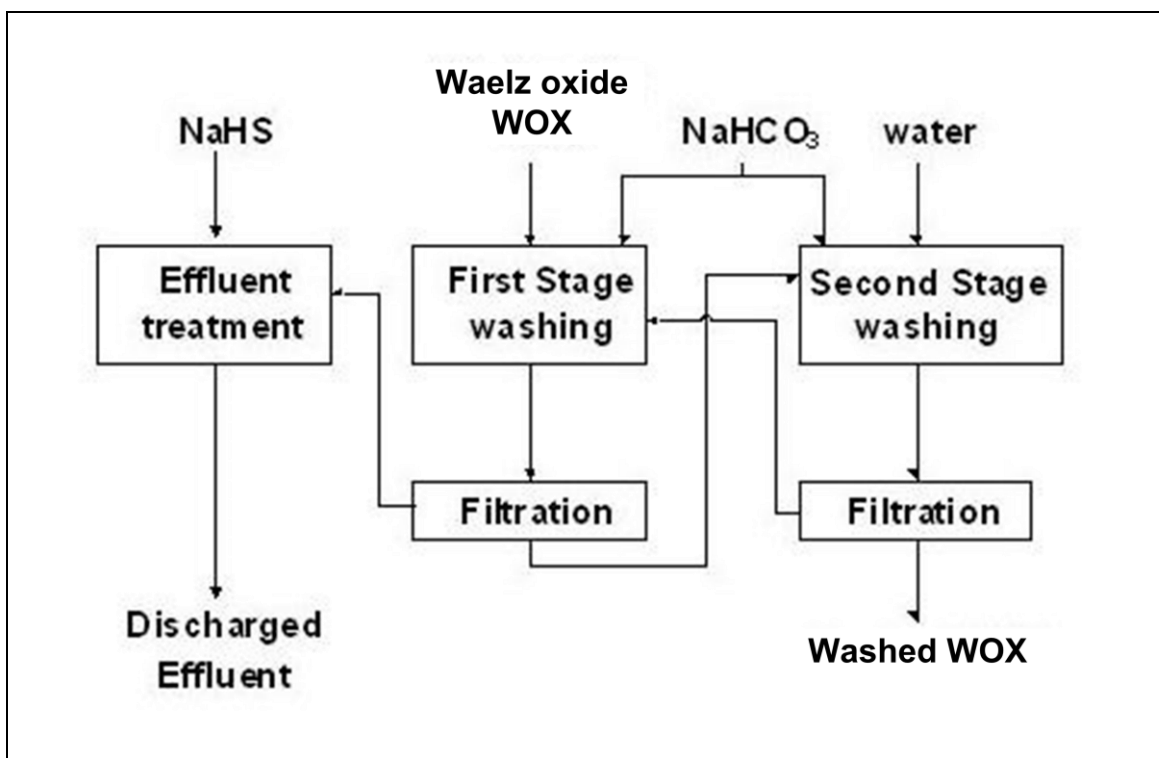 Waelz oxide
WOX
NaHS
NaHCO₃
water
Effluent
treatment
First Stage
washing
Second Stage
washing
Filtration
Filtration
Discharged
Effluent
Washed WOX